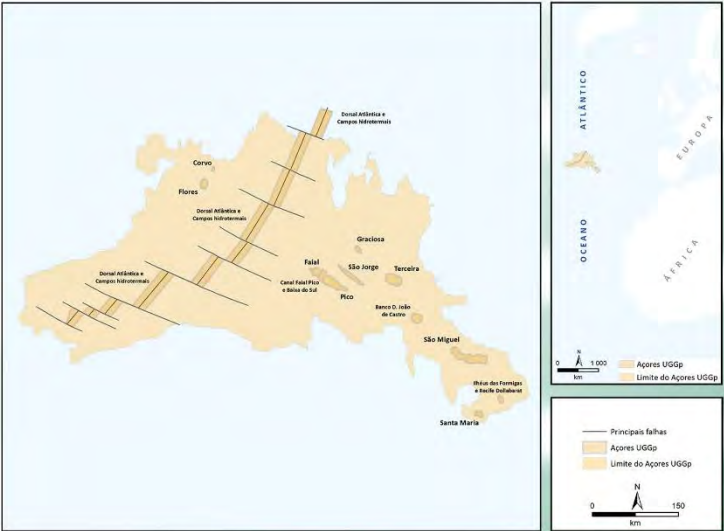 Dorsal Atlântica e
Campos hidrotermais
Corvo
Flores
Dorsal Atlântica e
Campos hidrotermais
Graciosa
Dorsal Atlântica e
Campos hidrotermais
Faial
São Jorge
Terceira
Canal Faial Pico
e Baixa do Sul
Pico
Banco D. João
de Castro
São Miguel
Ilhéus das Formigas
e Recife Dollabarat
Santa Maria
OCEANO
ATLÂNTICO
EUROPA
ÁFRICA
N
0 1 000
km
Açores UGGp
Limite do Açores UGGp
Principais falhas
Açores UGGp
Limite do Açores UGGp
N
0 150
km